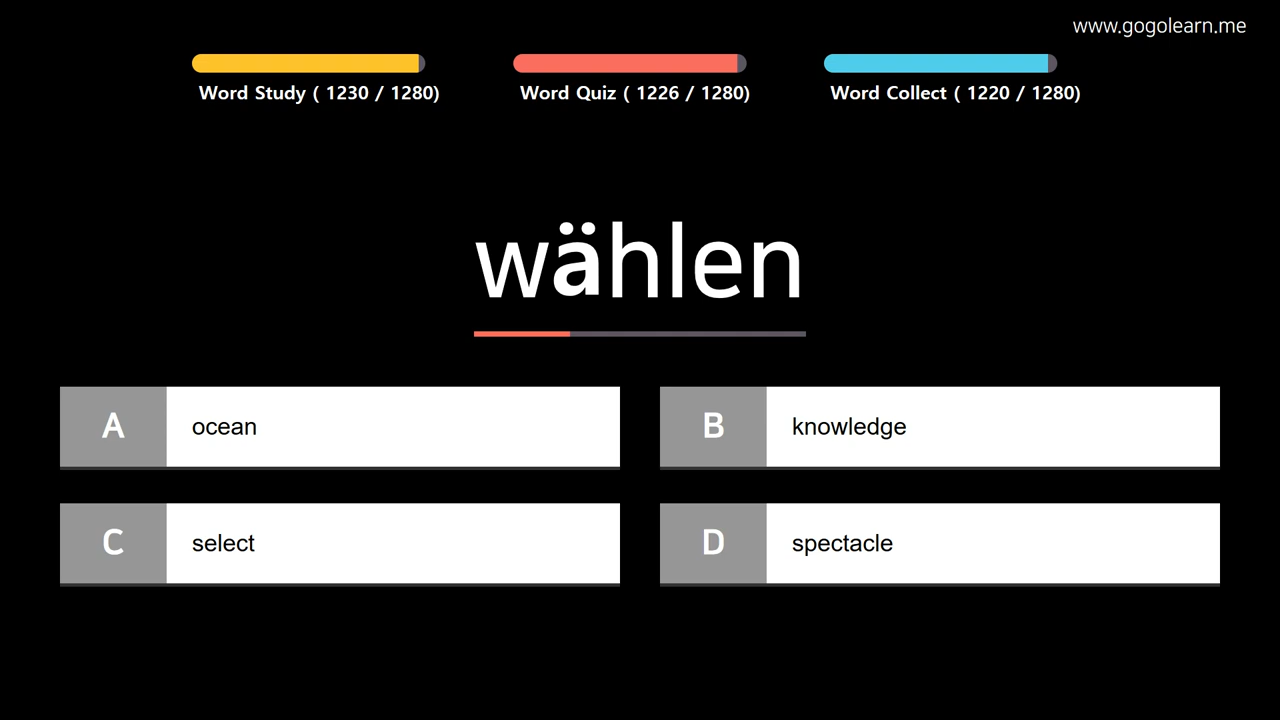 www.gogolearn.me
Word Study ( 1230 / 1280)
Word Quiz ( 1226 / 1280)
Word Collect ( 1220 / 1280)
wählen
A ocean
B knowledge
C select
D spectacle